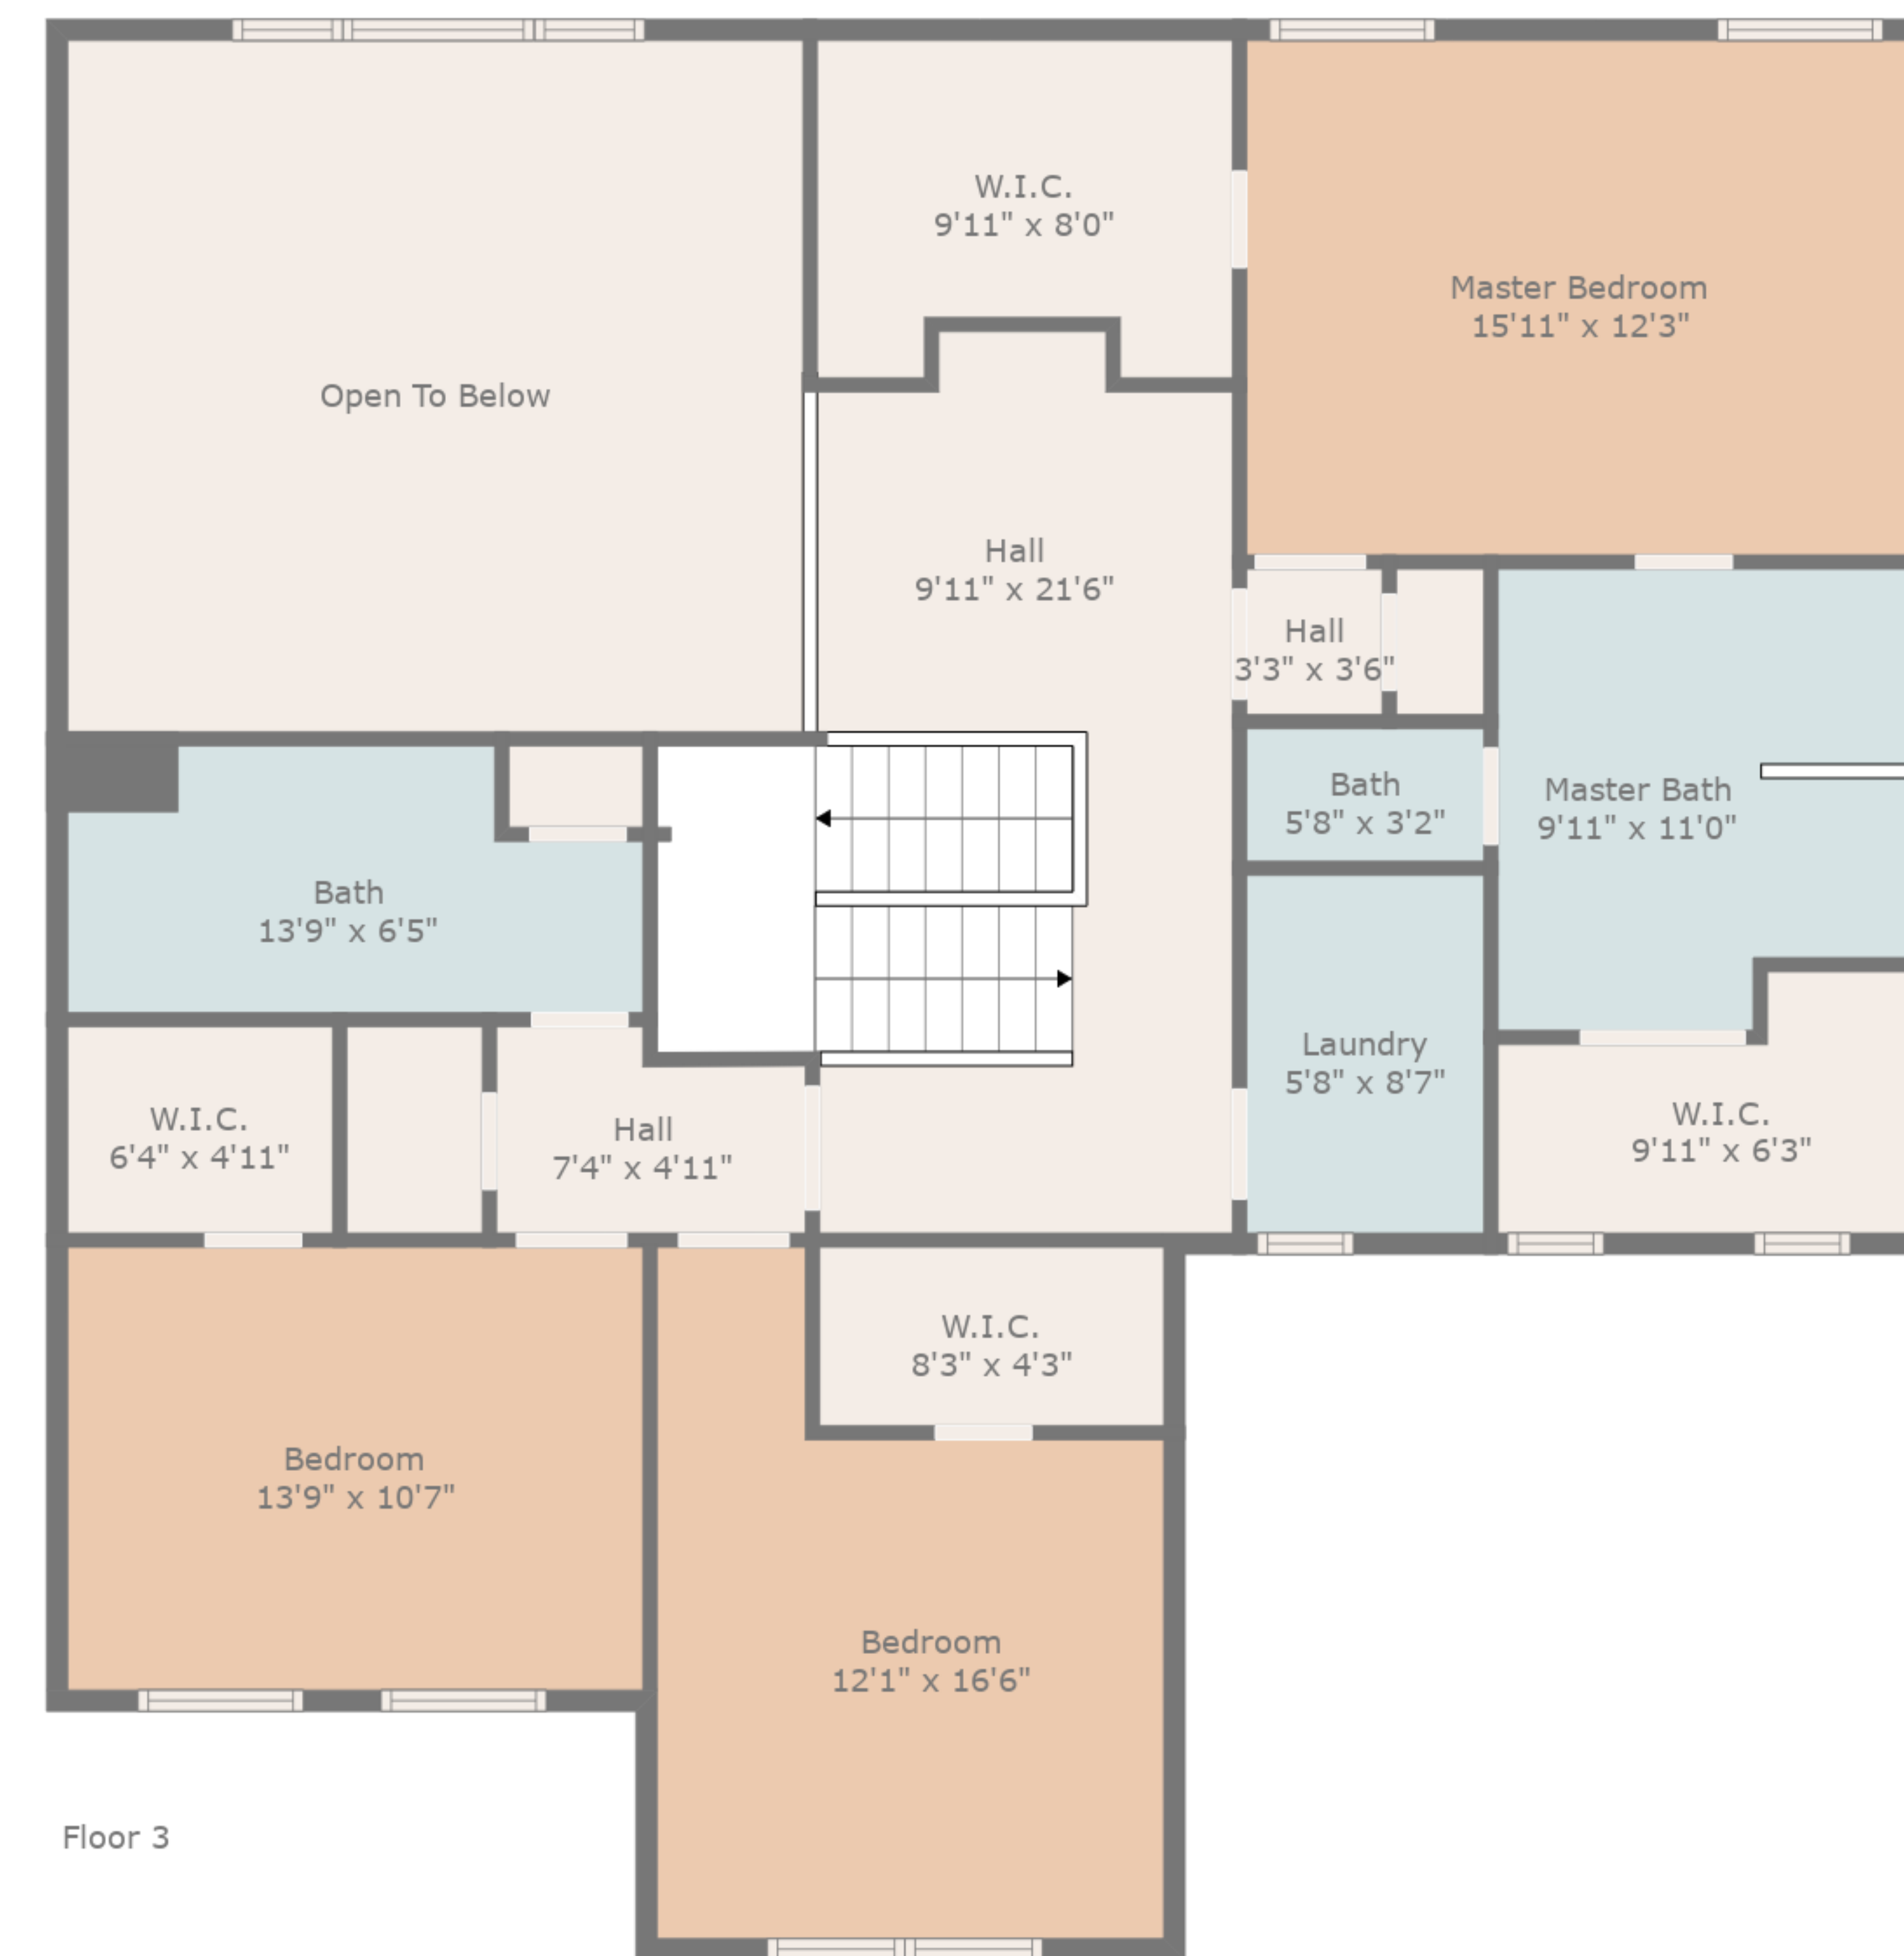 W.I.C.
9'11" x 8'0"
Master Bedroom
15'11" x 12'3"
Open To Below
Hall
9'11" x 21'6"
Hall
3'3" x 3'6"
Bath
5'8" x 3'2"
Master Bath
9'11" x 11'0"
Bath
13'9" x 6'5"
Laundry
5'8" x 8'7"
W.I.C.
6'4" x 4'11"
Hall
7'4" x 4'11"
W.I.C.
9'11" x 6'3"
W.I.C.
8'3" x 4'3"
Bedroom
13'9" x 10'7"
Bedroom
12'1" x 16'6"
Floor 3